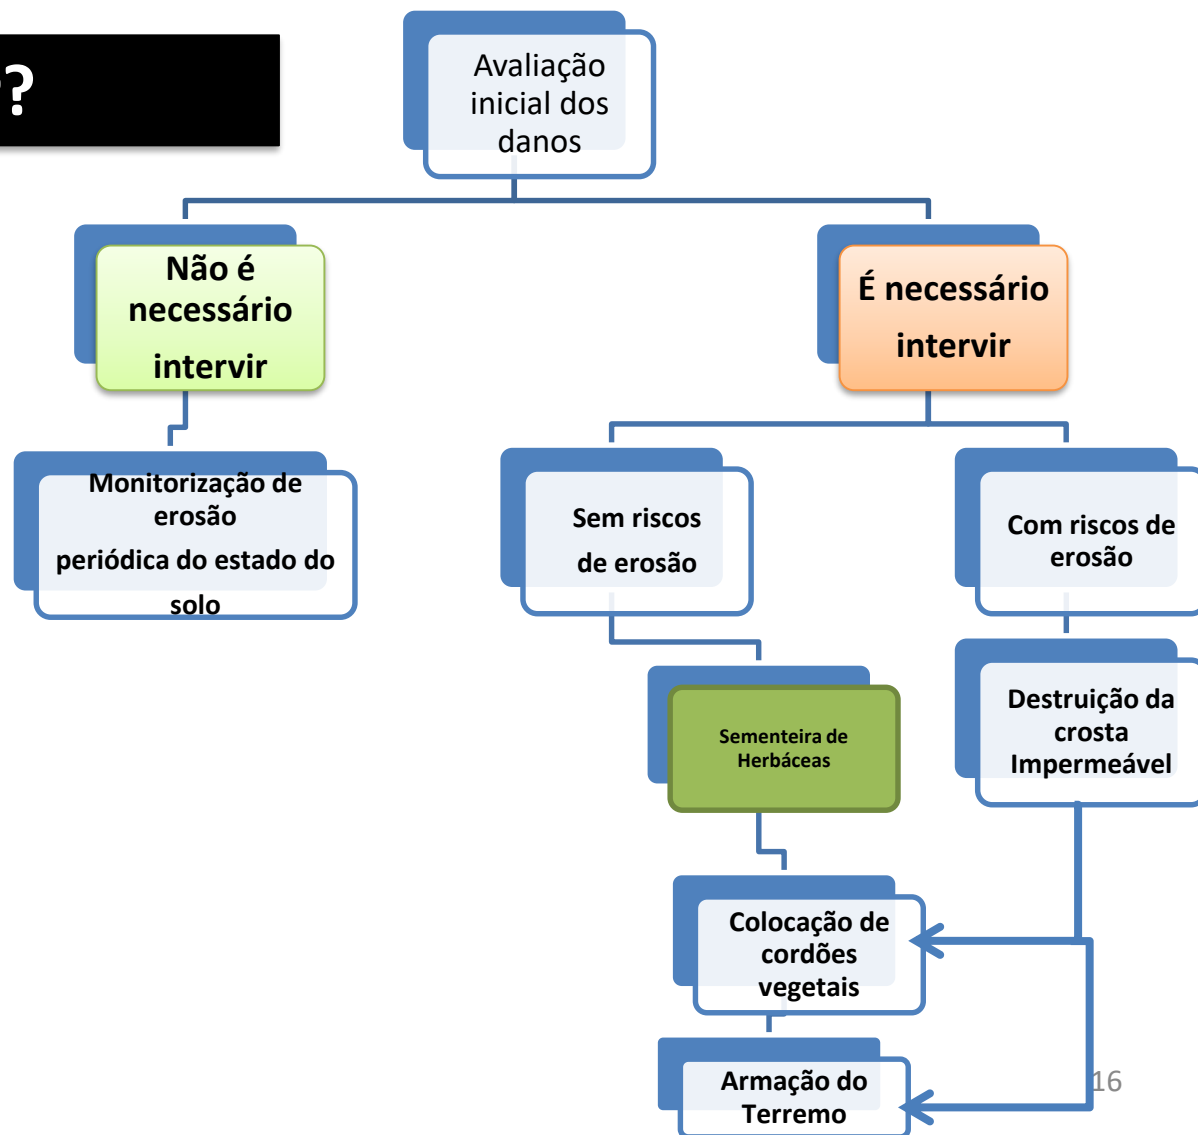 ?
Avaliação
inicial dos
danos
Não é
necessário
intervir
É necessário
intervir
Monitorização de
erosão
periódica do estado do
solo
Sem riscos
de erosão
Com riscos de
erosão
Sementeira de
Herbáceas
Destruição da
crosta
Impermeável
Colocação de
cordões
vegetais
Armação do
Terremo
16